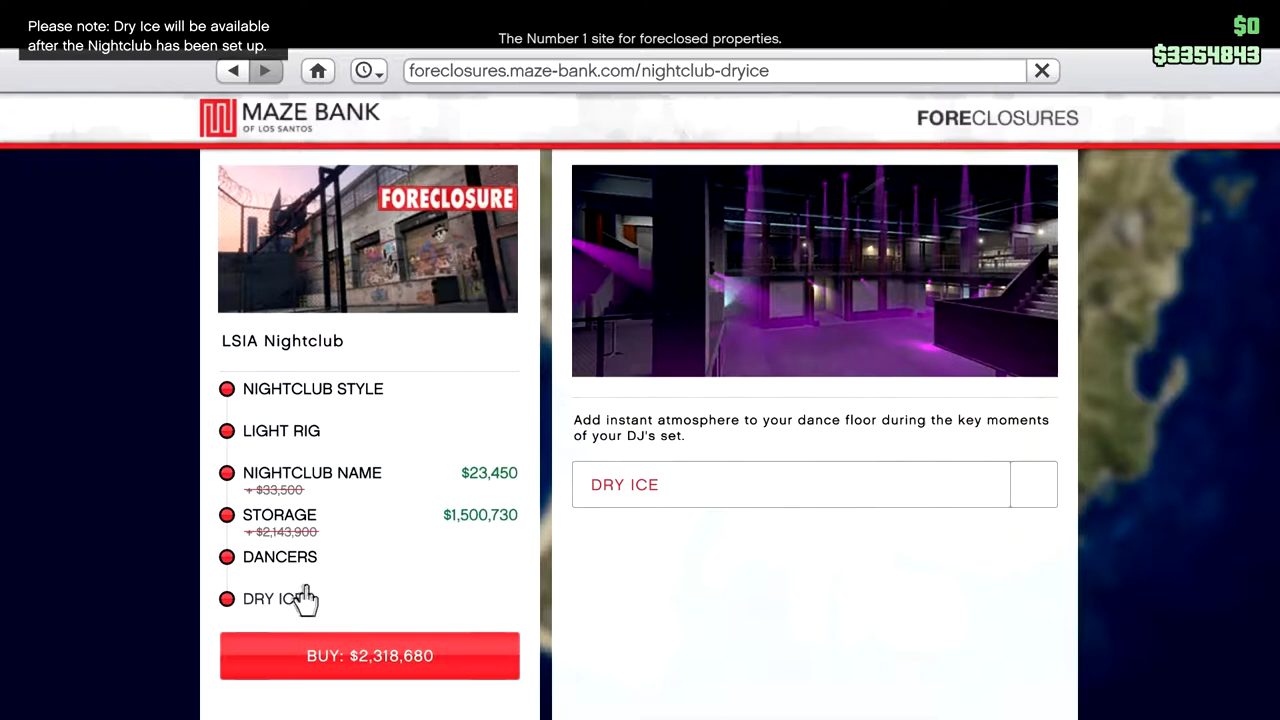 Please note: Dry Ice will be available
after the Nightclub has been set up.
The Number 1 site for foreclosed properties.
$0
$3354843
foreclosures.maze-bank.com/nightclub-dryice
MAZE BANK
OF LOS SANTOS
FORECLOSURES
FORECLOSURE
LSIA Nightclub
NIGHTCLUB STYLE
LIGHT RIG
NIGHTCLUB NAME $23,450
+ $33,500
STORAGE $1,500,730
+ $2,143,900
DANCERS
DRY IC
BUY: $2,318,680
Add instant atmosphere to your dance floor during the key moments
of your DJ's set.
DRY ICE